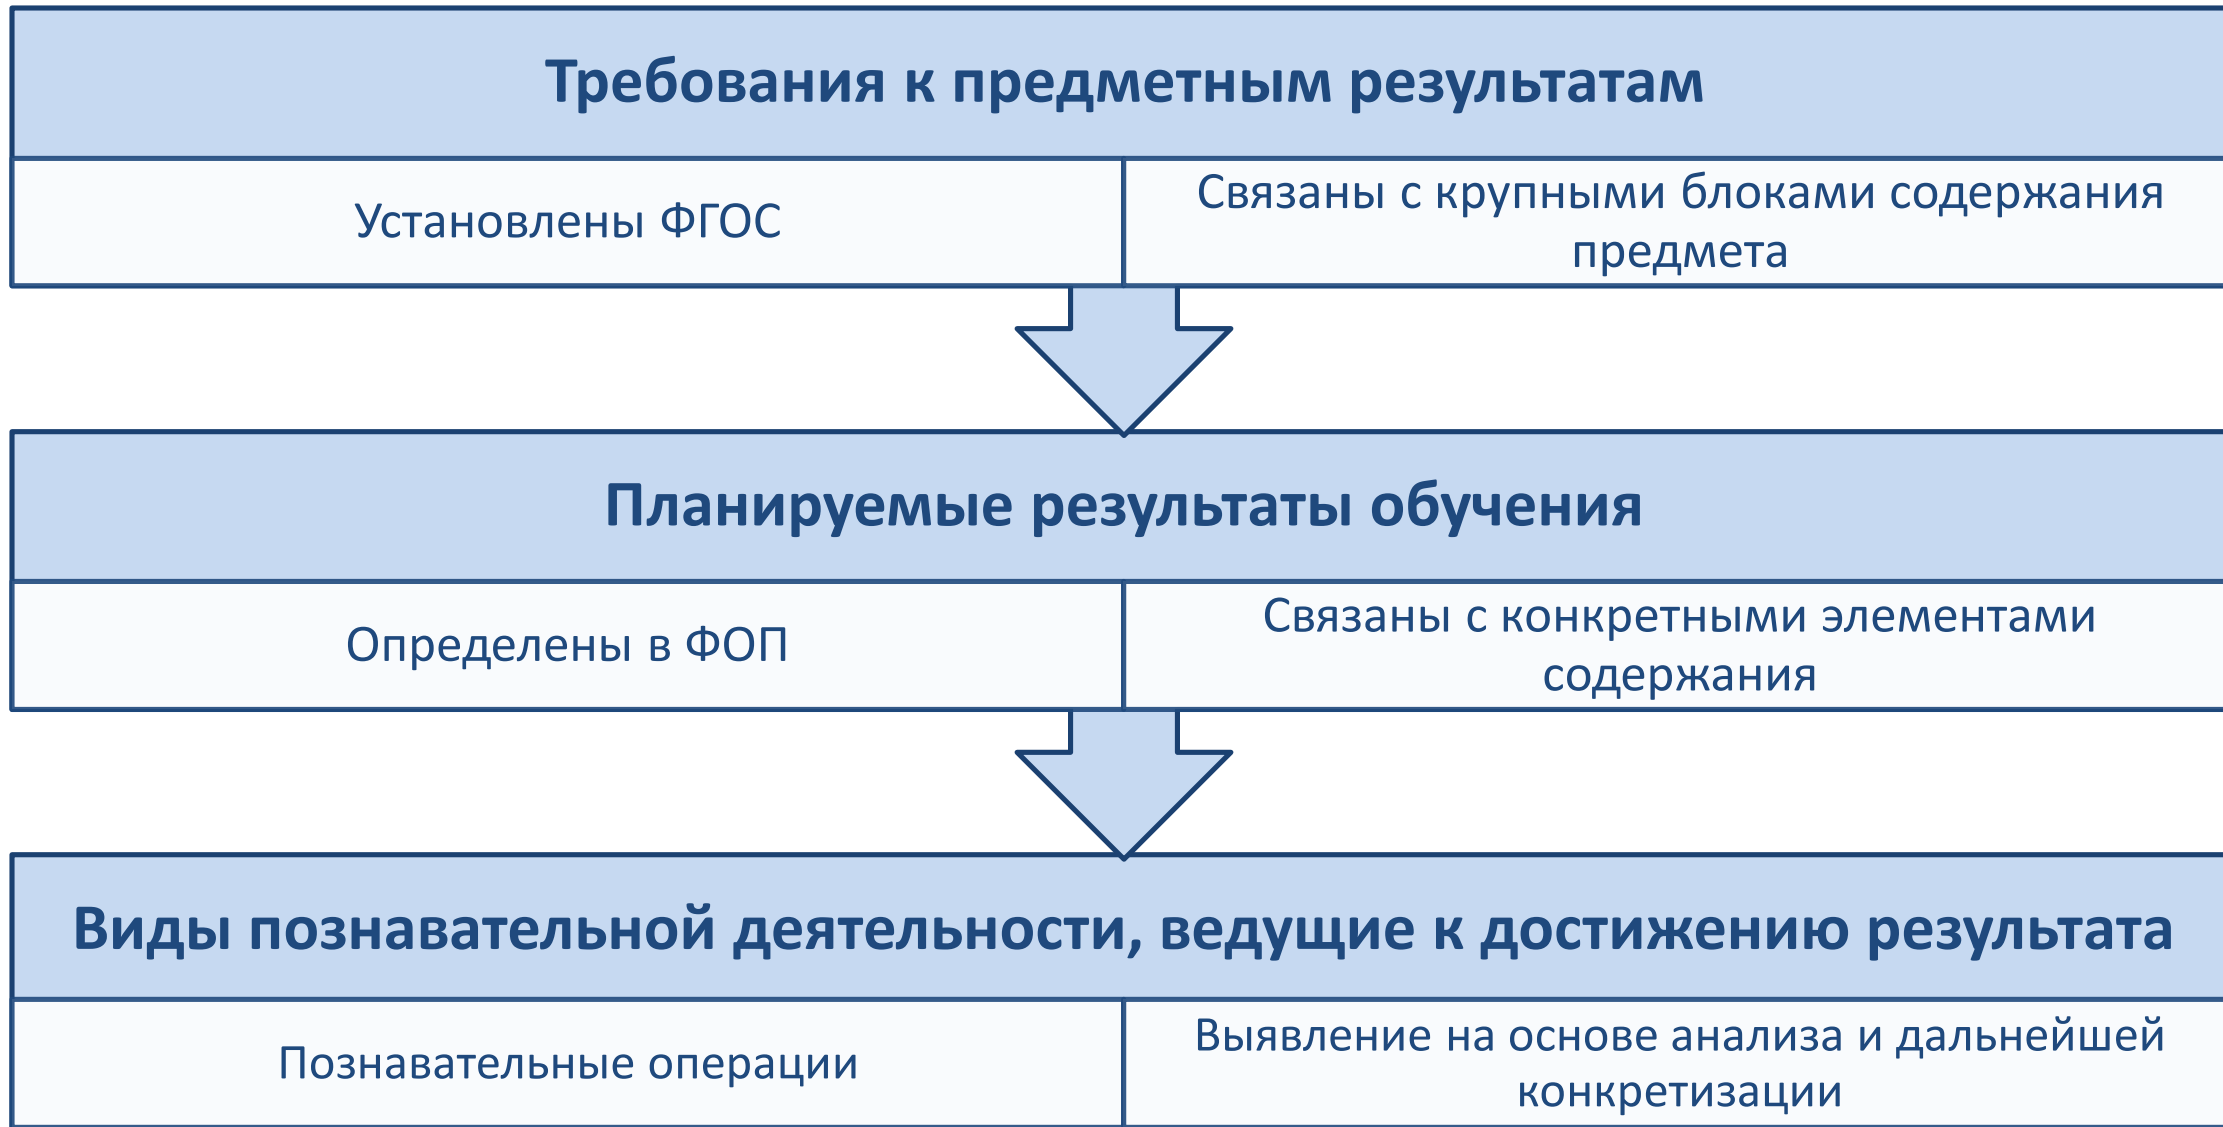 Требования к предметным результатам
Установлены ФГОС
Связаны с крупными блоками содержания
предмета
Планируемые результаты обучения
Определены в ФОП
Связаны с конкретными элементами
содержания
Виды познавательной деятельности, ведущие к достижению результата
Познавательные операции
Выявление на основе анализа и дальнейшей
конкретизации